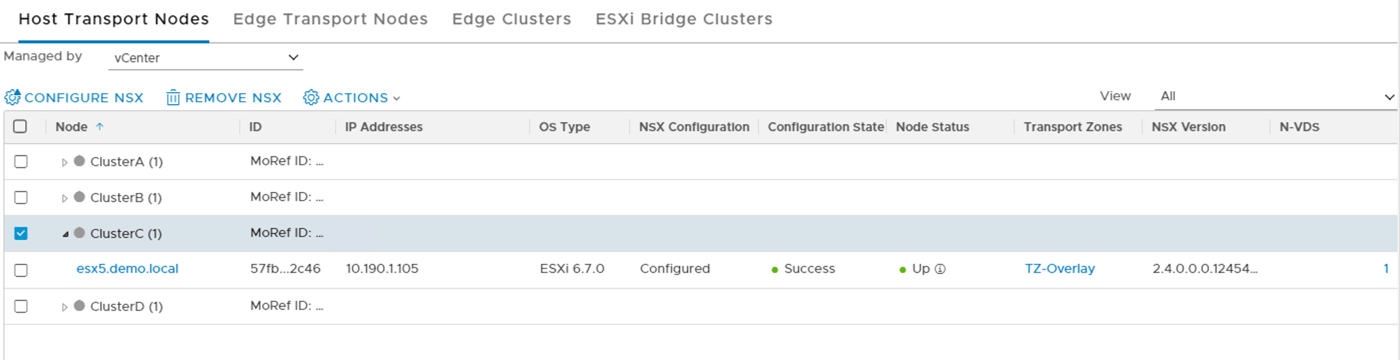 Host Transport Nodes Edge Transport Nodes Edge Clusters ESXi Bridge Clusters
Managed by vCenter
CONFIGURE NSX REMOVE NSX ACTIONS View All
Node ID IP Addresses OS Type NSX Configuration Configuration State Node Status Transport Zones NSX Version N-VDS
ClusterA (1) MoRef ID: ...
ClusterB (1) MoRef ID: ...
ClusterC (1) MoRef ID: ...
esx5.demo.local 57fb...2c46 10.190.1.105 ESXi 6.7.0 Configured Success Up TZ-Overlay 2.4.0.0.0.12454... 1
ClusterD (1) MoRef ID: ...